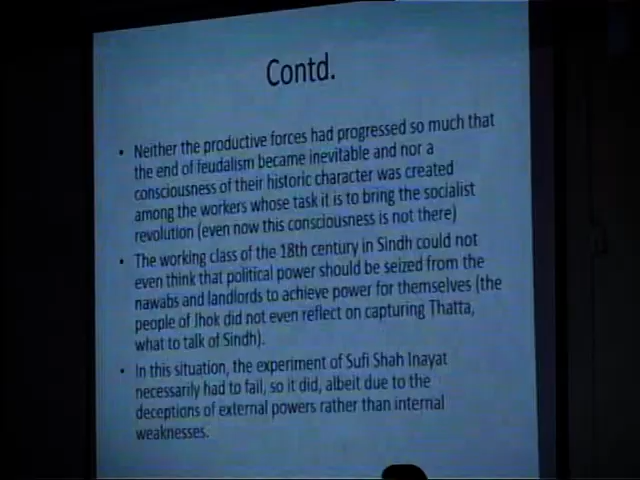 Contd.
• Neither the productive forces had progressed so much that
the end of feudalism became inevitable and nor a
consciousness of their historic character was created
among the workers whose task it is to bring the socialist
revolution (even now this consciousness is not there)
• The working class of the 18th century in Sindh could not
even think that political power should be seized from the
nawabs and landlords to achieve power for themselves (the
people of Jhok did not even reflect on capturing Thatta,
what to talk of Sindh).
• In this situation, the experiment of Sufi Shah Inayat
necessarily had to fail, so it did, albeit due to the
deceptions of external powers rather than internal
weaknesses.